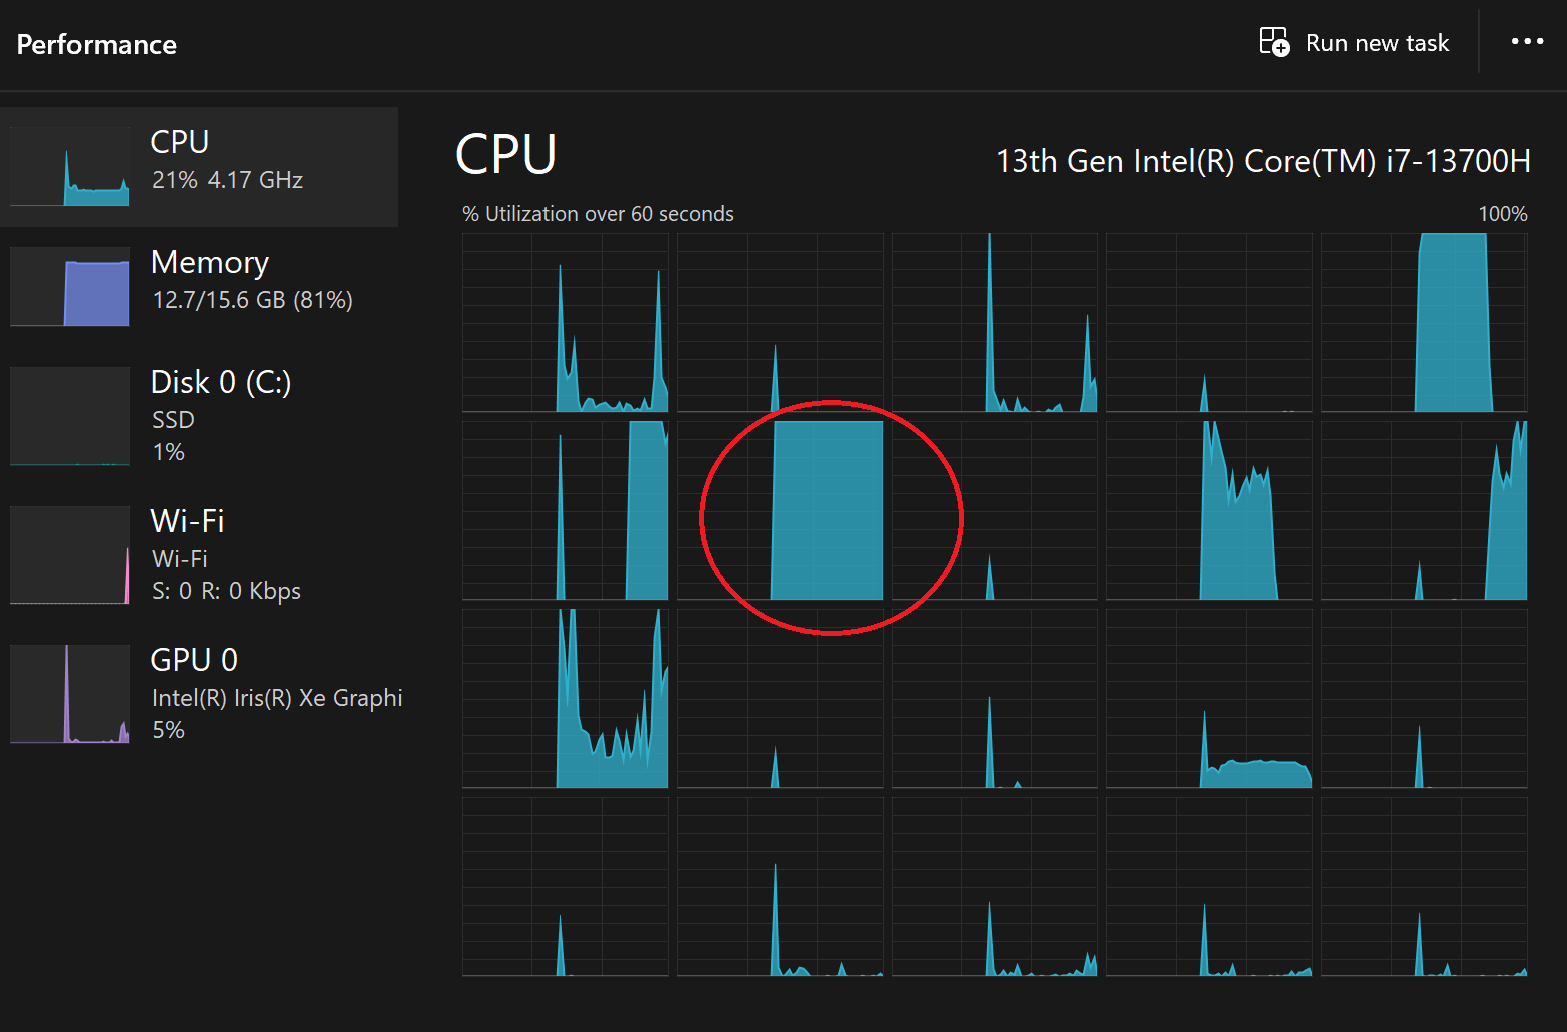 Performance
Run new task
CPU
21% 4.17 GHz
Memory
12.7/15.6 GB (81%)
Disk 0 (C:)
SSD
1%
Wi-Fi
Wi-Fi
S: 0 R: 0 Kbps
GPU 0
Intel(R) Iris(R) Xe Graphi
5%
CPU
13th Gen Intel(R) Core(TM) i7-13700H
% Utilization over 60 seconds
100%